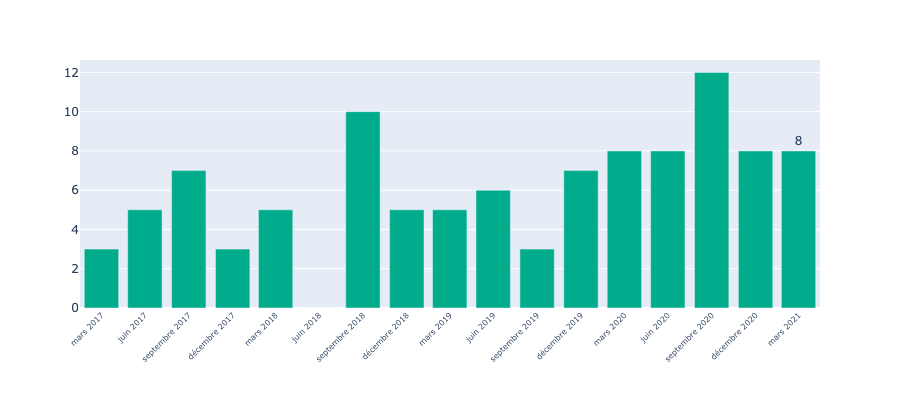 12
10
8
6
4
2
0
8
mars 2017
juin 2017
septembre 2017
décembre 2017
mars 2018
juin 2018
septembre 2018
décembre 2018
mars 2019
juin 2019
septembre 2019
décembre 2019
mars 2020
juin 2020
septembre 2020
décembre 2020
mars 2021